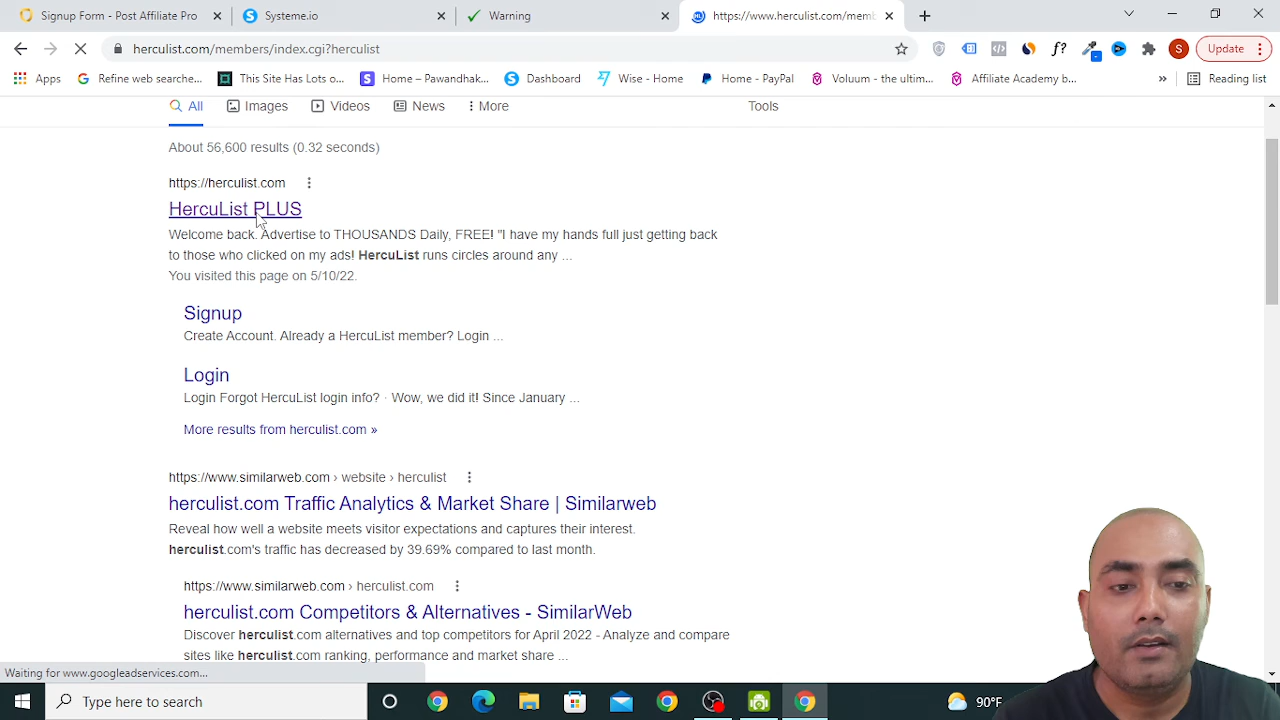 Signup Form - Post Affiliate Pro
Systeme.io
Warning
https://www.herculist.com/memb
herculist.com/members/index.cgi?herculist
Update
Apps
Refine web searche...
This Site Has Lots o...
Home – Pawandhak...
Dashboard
Wise - Home
Home - PayPal
Voluum - the ultim...
Affiliate Academy b...
»
Reading list
All
Images
Videos
News
More
Tools
About 56,600 results (0.32 seconds)
https://herculist.com
HercuList PLUS
Welcome back. Advertise to THOUSANDS Daily, FREE! "I have my hands full just getting back
to those who clicked on my ads! HercuList runs circles around any ...
You visited this page on 5/10/22.
Signup
Create Account. Already a HercuList member? Login ...
Login
Login Forgot HercuList login info? · Wow, we did it! Since January ...
More results from herculist.com »
https://www.similarweb.com › website › herculist
herculist.com Traffic Analytics & Market Share | Similarweb
Reveal how well a website meets visitor expectations and captures their interest.
herculist.com's traffic has decreased by 39.69% compared to last month.
https://www.similarweb.com › herculist.com
herculist.com Competitors & Alternatives - SimilarWeb
Discover herculist.com alternatives and top competitors for April 2022 - Analyze and compare
sites like herculist.com ranking, performance and market share ...
Waiting for www.googleadservices.com...
Type here to search
90°F